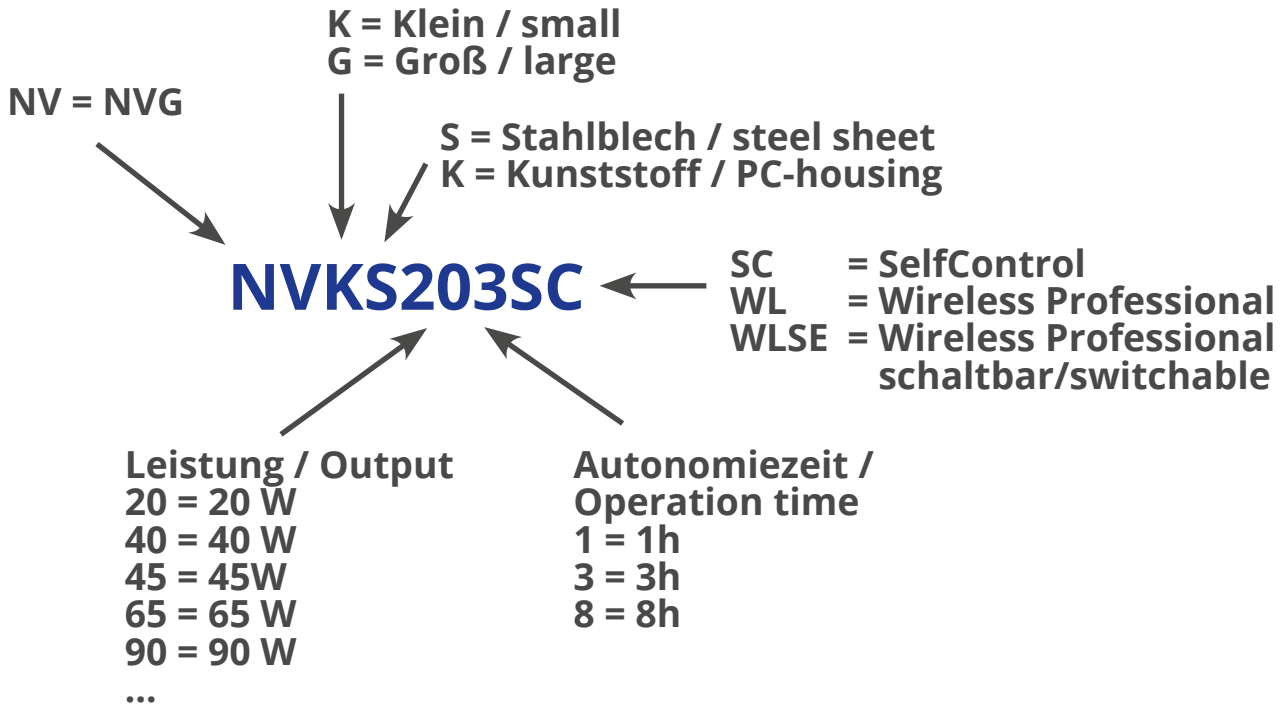 K = Klein / small
G = Groß / large
NV = NVG
S = Stahlblech / steel sheet
K = Kunststoff / PC-housing
NVKS203SC
SC = SelfControl
WL = Wireless Professional
WLSE = Wireless Professional
schaltbar/switchable
Leistung / Output
20 = 20 W
40 = 40 W
45 = 45W
65 = 65 W
90 = 90 W
...
Autonomiezeit /
Operation time
1 = 1h
3 = 3h
8 = 8h